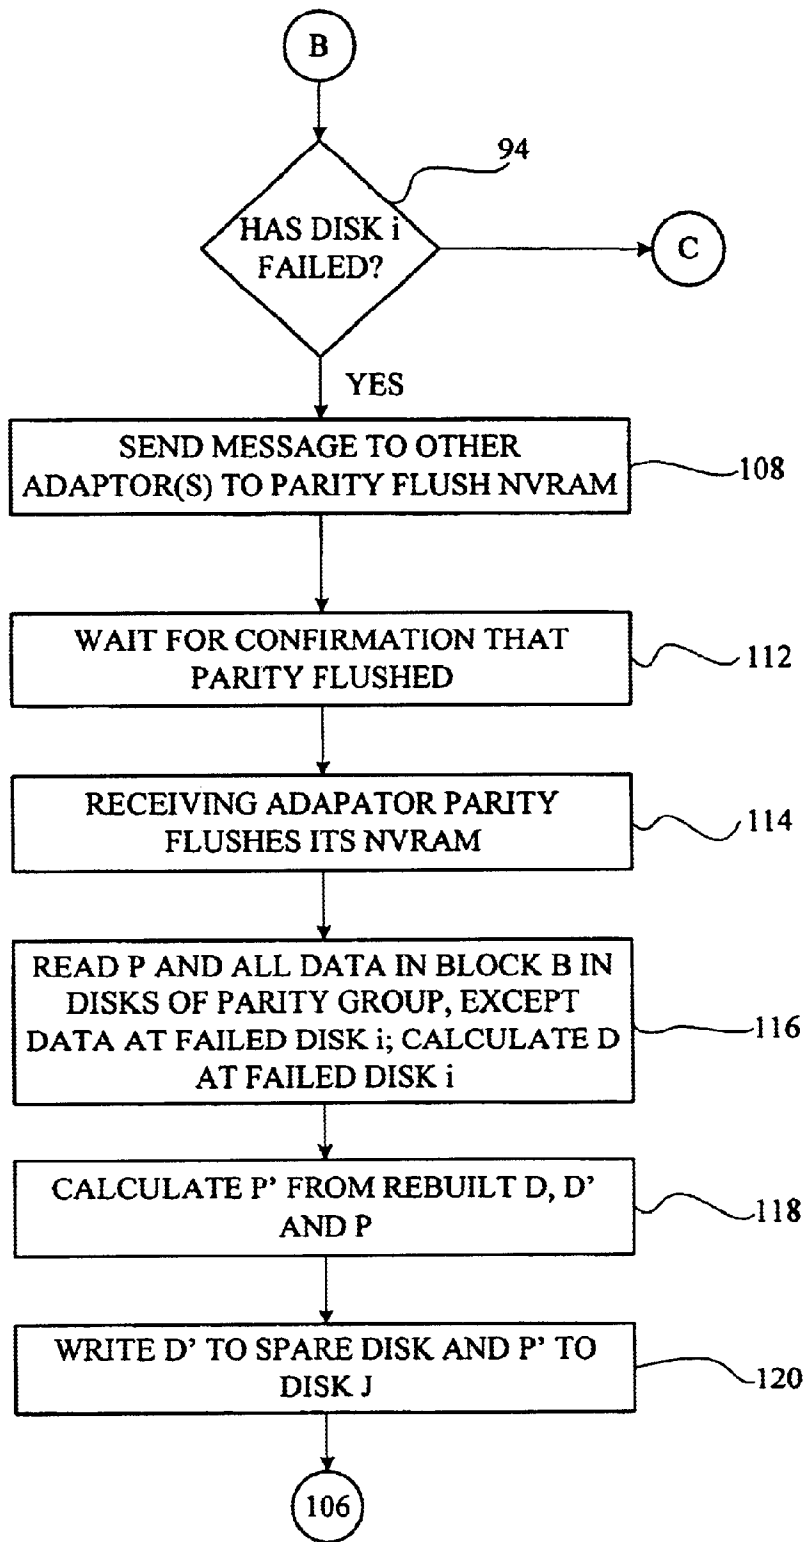 B
94
HAS DISK i
FAILED?
C
YES
SEND MESSAGE TO OTHER
ADAPTOR(S) TO PARITY FLUSH NVRAM
108
WAIT FOR CONFIRMATION THAT
PARITY FLUSHED
112
RECEIVING ADAPATOR PARITY
FLUSHES ITS NVRAM
114
READ P AND ALL DATA IN BLOCK B IN
DISKS OF PARITY GROUP, EXCEPT
DATA AT FAILED DISK i; CALCULATE D
AT FAILED DISK i
116
CALCULATE P' FROM REBUILT D, D'
AND P
118
WRITE D' TO SPARE DISK AND P' TO
DISK J
120
106